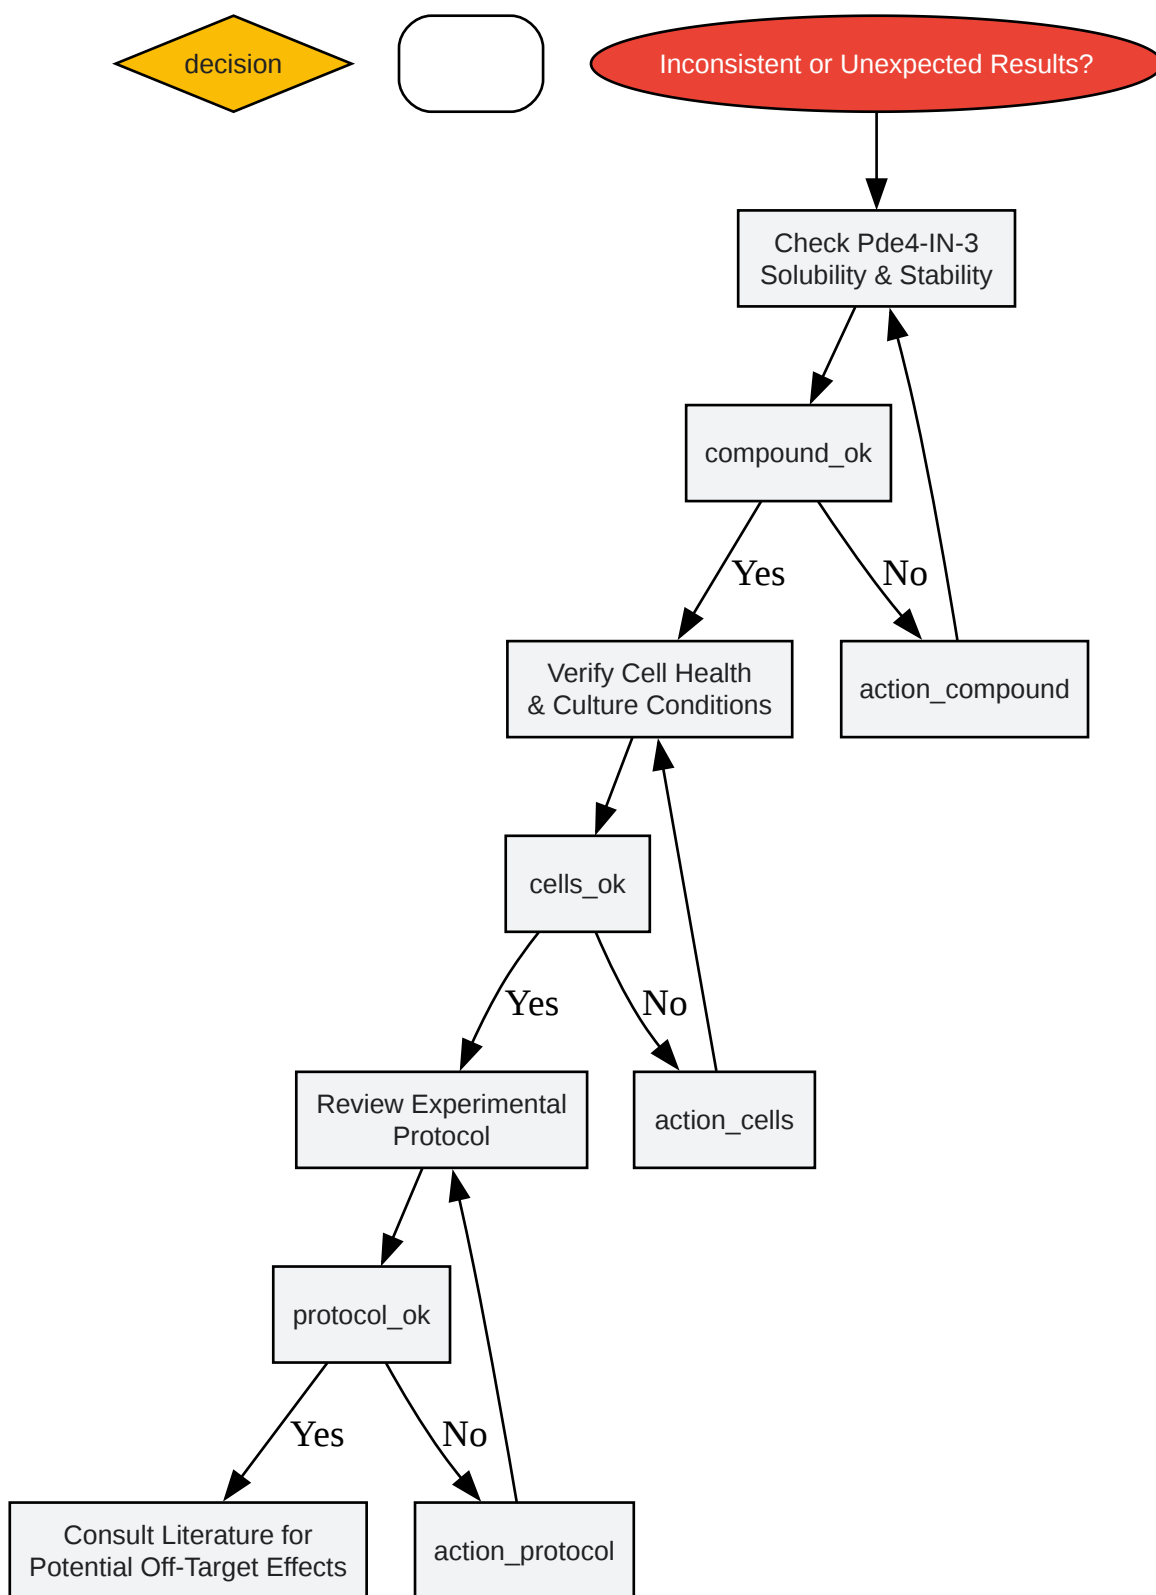 decision
Inconsistent or Unexpected Results?
Check Pde4-IN-3
Solubility & Stability
compound_ok
Yes
No
Verify Cell Health
& Culture Conditions
action_compound
cells_ok
Yes
No
Review Experimental
Protocol
action_cells
protocol_ok
Yes
No
Consult Literature for
Potential Off-Target Effects
action_protocol